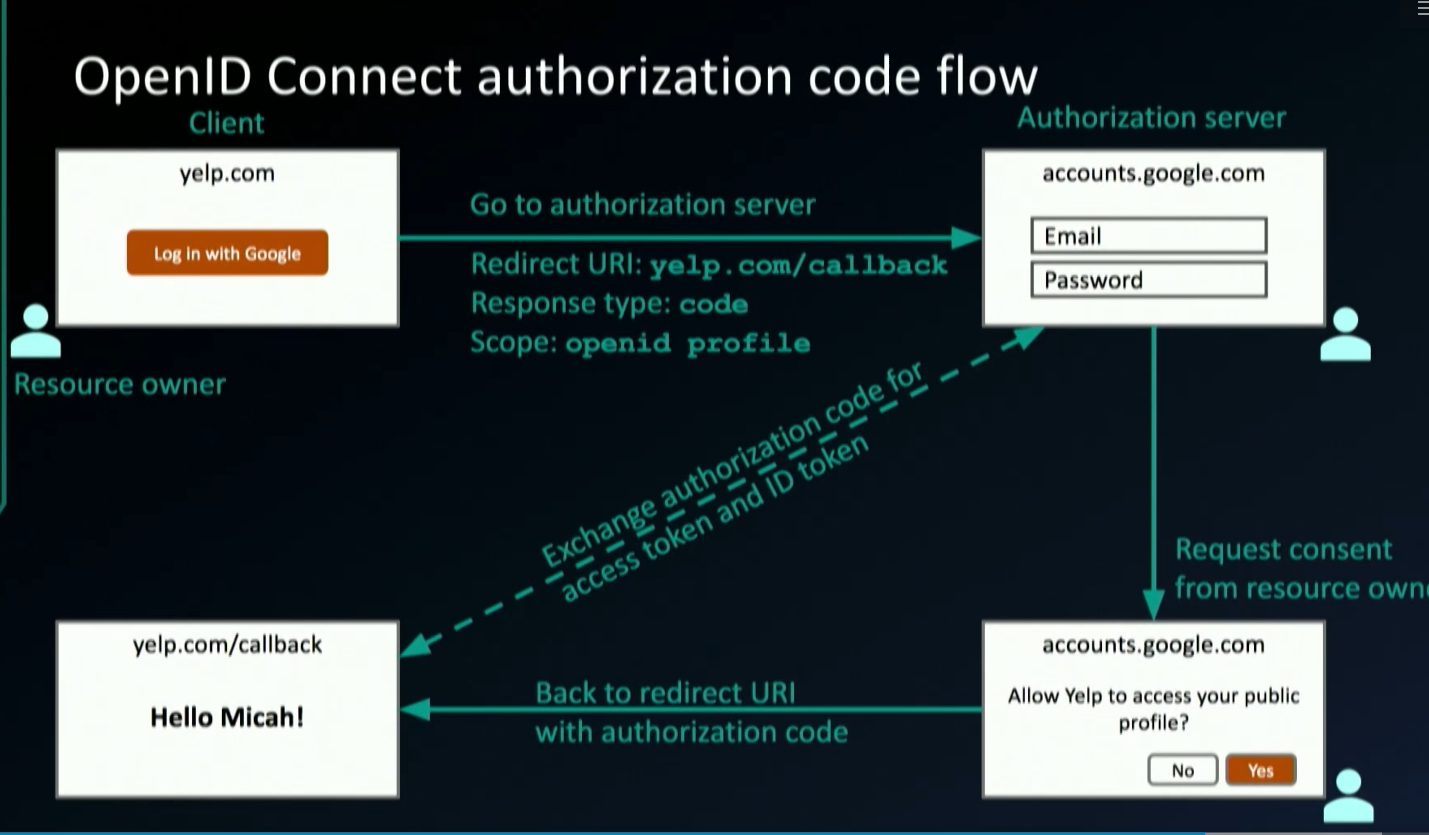 OpenID Connect authorization code flow
Client
Authorization server
yelp.com
Log in with Google
Go to authorization server
Redirect URI: yelp.com/callback
Response type: code
Scope: openid profile
accounts.google.com
Email
Password
Resource owner
Exchange authorization code for
access token and ID token
Request consent
from resource owne
yelp.com/callback
Hello Micah!
Back to redirect URI
with authorization code
accounts.google.com
Allow Yelp to access your public
profile?
No
Yes